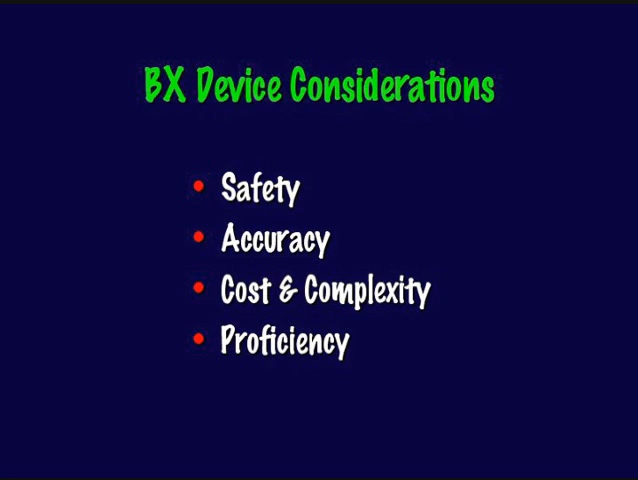 BX Device Considerations
• Safety
• Accuracy
• Cost & Complexity
• Proficiency